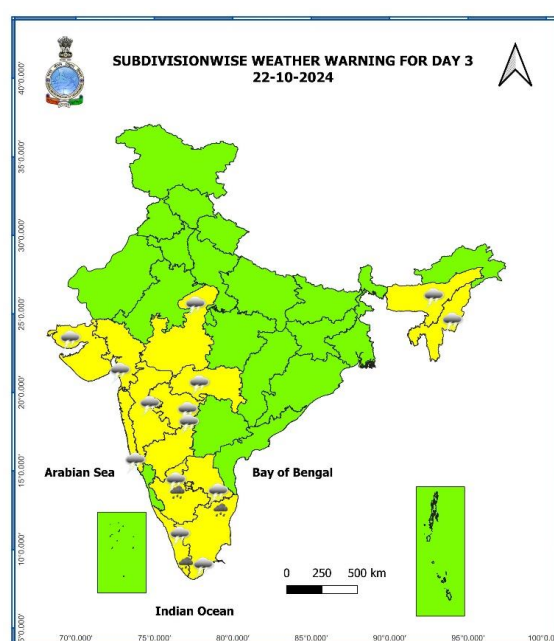 SUBDIVISIONWISE WEATHER WARNING FOR DAY 3
22-10-2024
40°0.000'
35°0.000'
30°0.000'
25°0.000'
20°0.000'
15°0.000'
10°0.000'
5°0.000'
Arabian Sea
Bay of Bengal
0 250 500 km
Indian Ocean
70°0.000' 75°0.000' 80°0.000' 85°0.000' 90°0.000' 95°0.000'